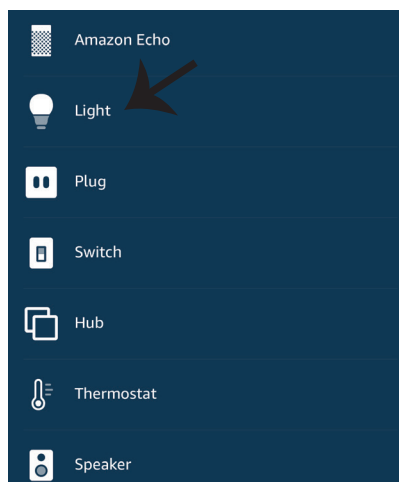 Amazon Echo
Light
Plug
Switch
Hub
Thermostat
Speaker